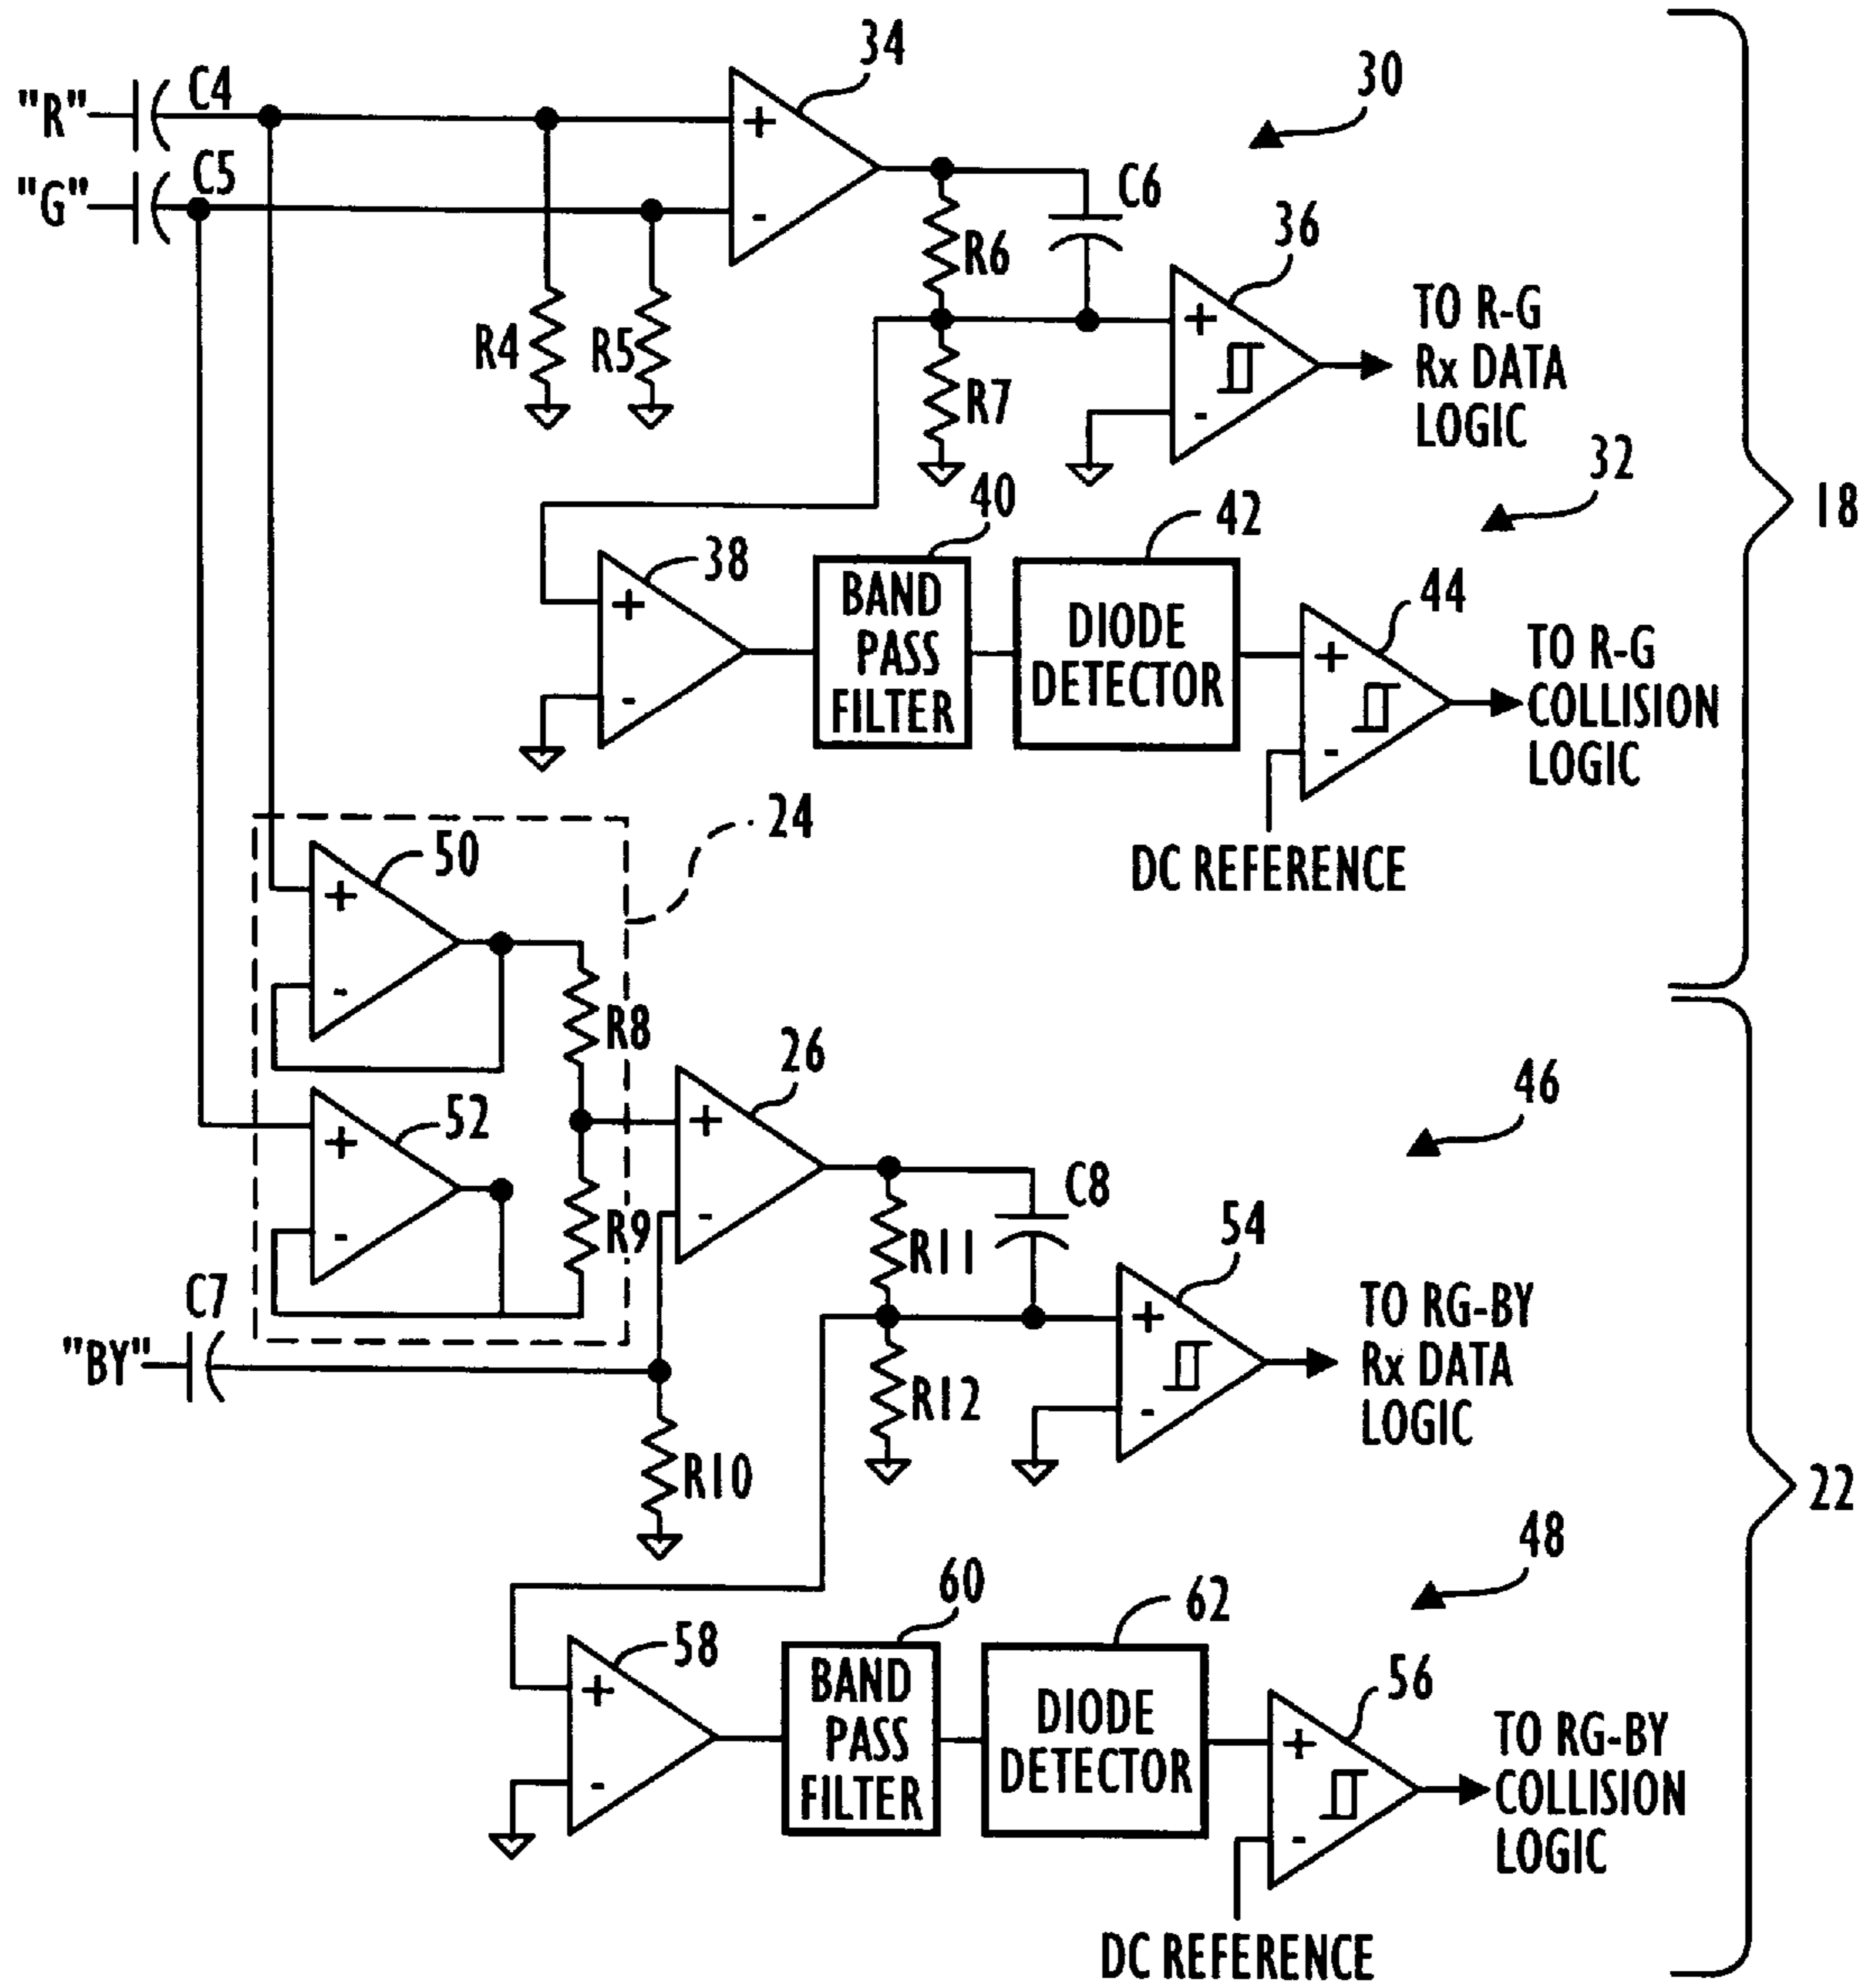 "R"
C4
34
30
"G"
C5
+
-
C6
R6
36
R4
R5
R7
+
-
TO R-G
Rx DATA
LOGIC
32
18
40
42
38
+
-
BAND
PASS
FILTER
DIODE
DETECTOR
44
+
-
TO R-G
COLLISION
LOGIC
DC REFERENCE
24
50
+
-
R8
52
+
-
R9
26
+
-
46
C8
R11
54
C7
"BY"
R10
R12
+
-
TO RG-BY
Rx DATA
LOGIC
22
48
60
62
58
+
-
BAND
PASS
FILTER
DIODE
DETECTOR
56
+
-
TO RG-BY
COLLISION
LOGIC
DC REFERENCE